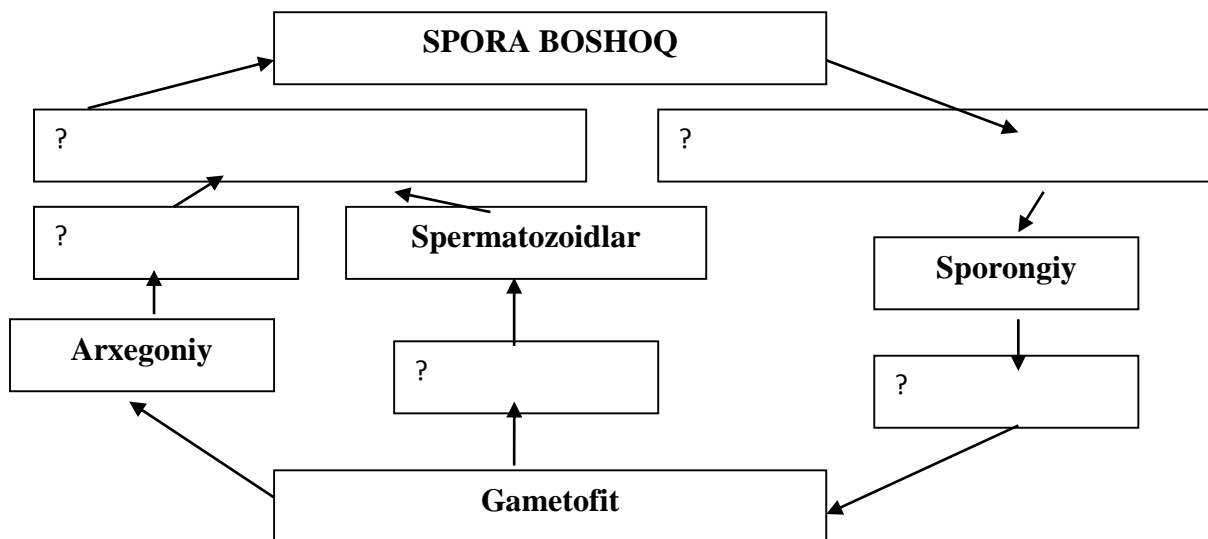 SPORA BOSHOQ
?
?
?
Spermatozoidlar
Sporongiy
Arxegoniy
?
?
Gametofit